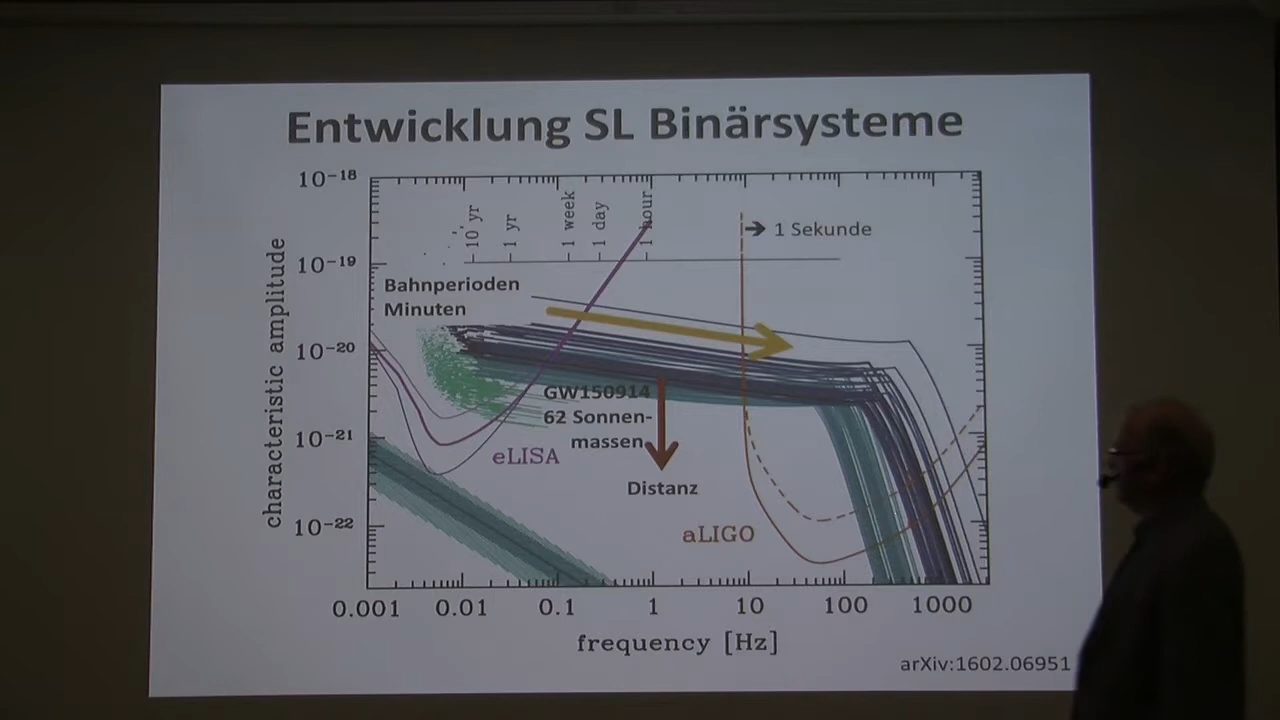 Entwicklung SL Binärsysteme
characteristic amplitude
10⁻¹⁸
10⁻¹⁹
10⁻²⁰
10⁻²¹
10⁻²²
10 yr
1 yr
1 week
1 day
1 hour
→ 1 Sekunde
Bahnperioden
Minuten
GW150914
62 Sonnen-
massen
eLISA
Distanz
aLIGO
0.001 0.01 0.1 1 10 100 1000
frequency [Hz]
arXiv:1602.06951